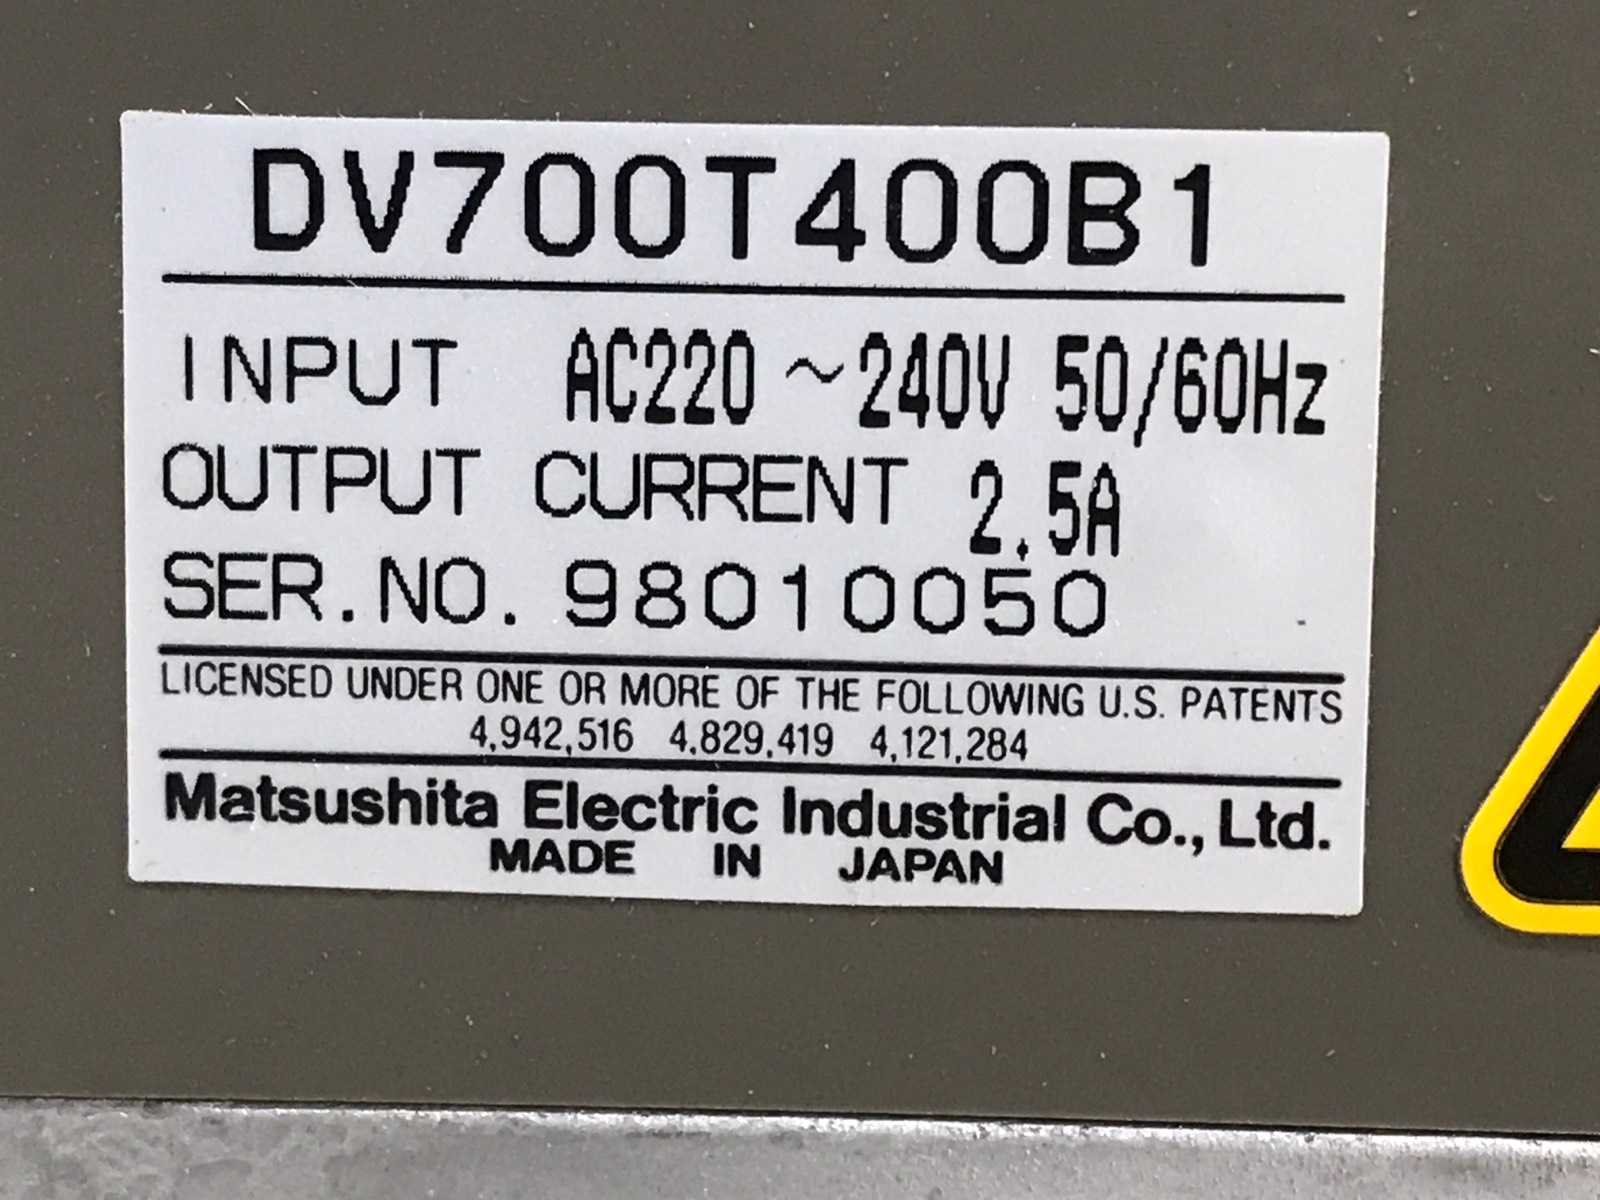 DV700T400B1
INPUT AC220 ~ 240V 50/60Hz
OUTPUT CURRENT 2.5A
SER.NO. 98010050
LICENSED UNDER ONE OR MORE OF THE FOLLOWING U.S. PATENTS
4,942,516 4,829,419 4,121,284
Matsushita Electric Industrial Co., Ltd.
MADE IN JAPAN